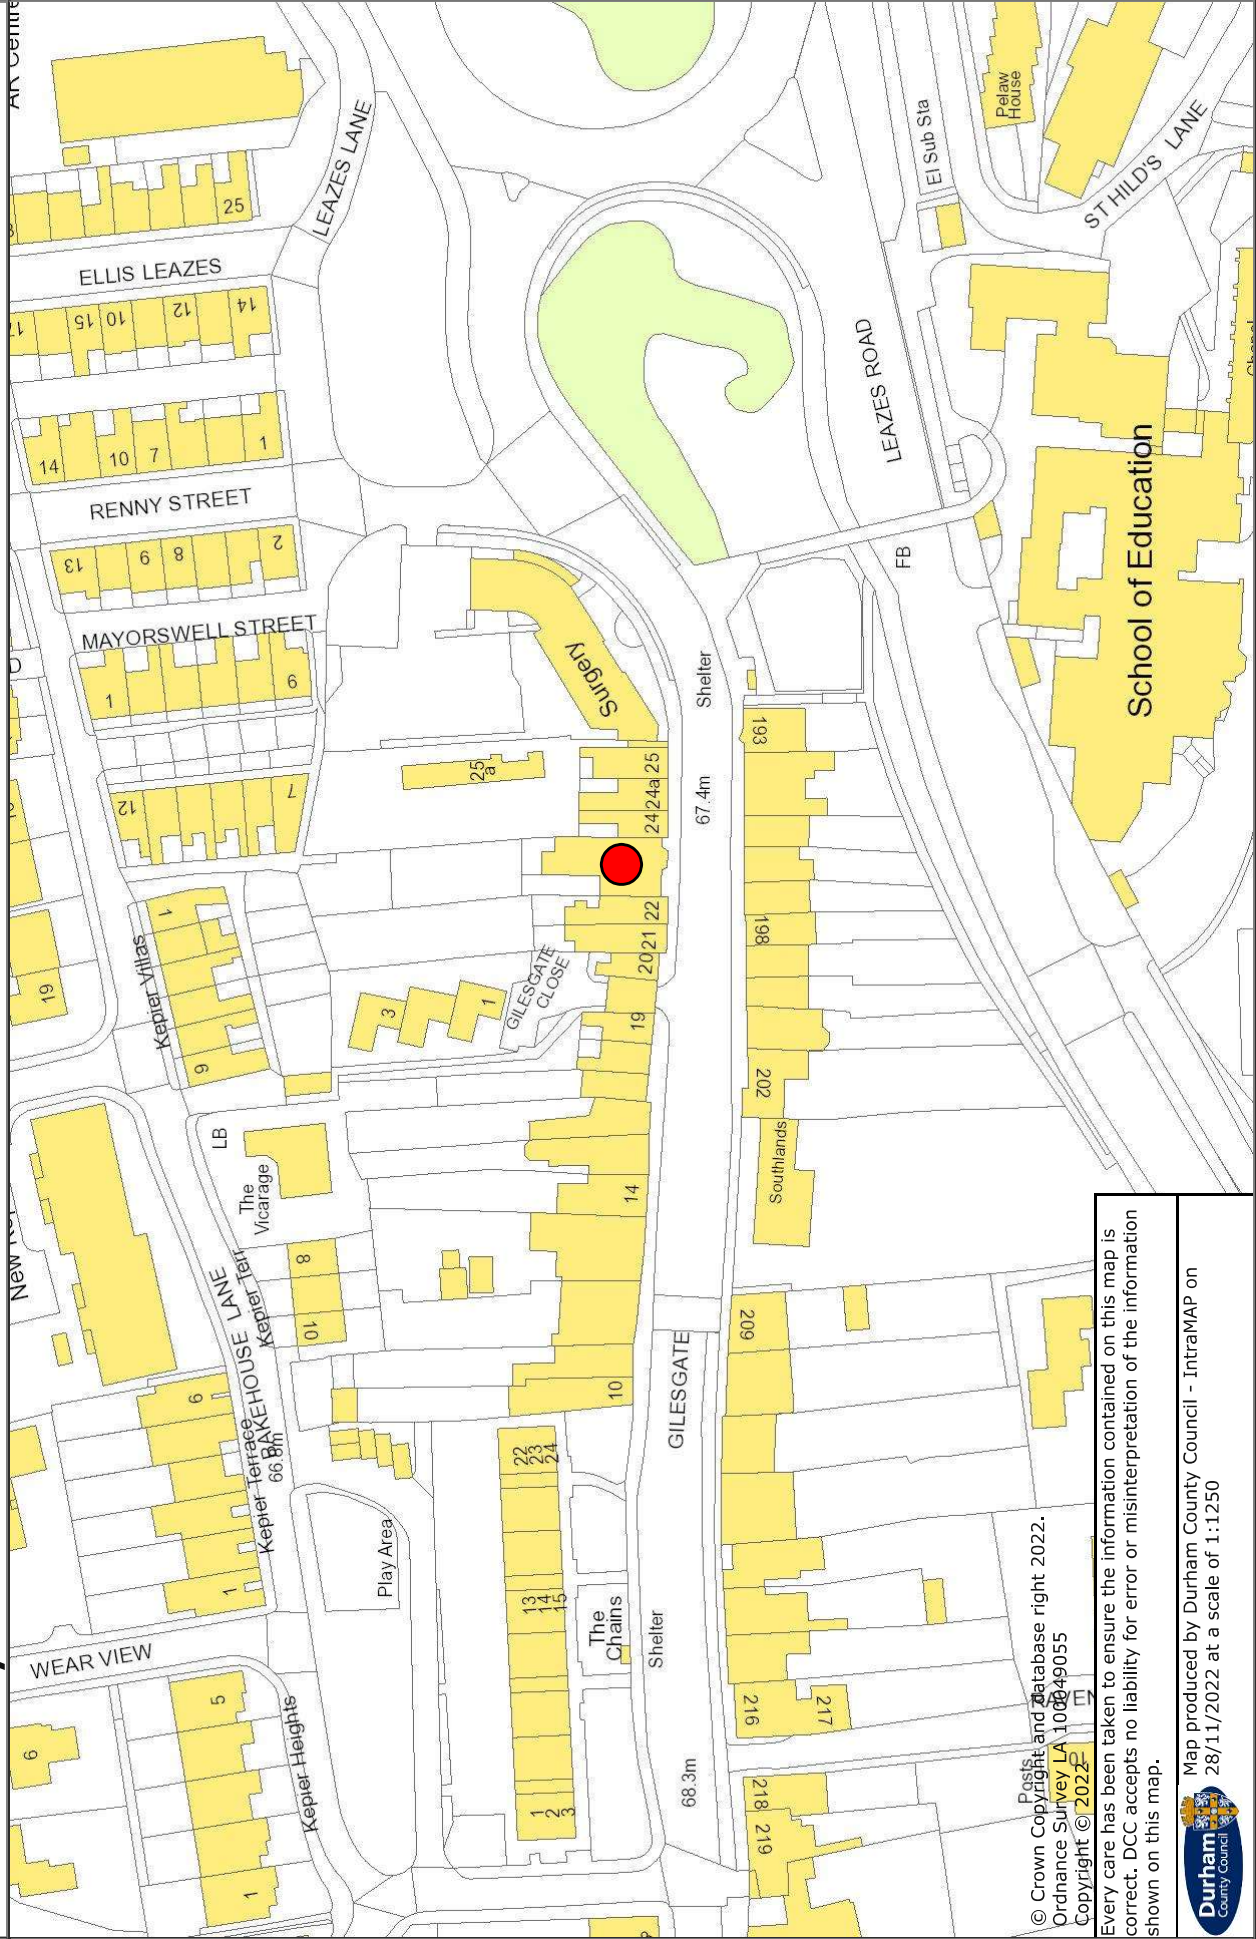 LEAZES LANE
25
ELLIS LEAZES
15
10
12
14
14
10
7
1
RENNY STREET
13
9
8
2
MAYORSWELL STREET
1
6
12
7
Surgery
25
a
25
24a
24
22
21
20
19
Shelter
67.4m
193
198
202
Southlands
209
El Sub Sta
Pelaw
House
ST HILD'S LANE
LEAZES ROAD
FB
School of Education
Kepier Villas
1
9
19
3
1
GILESGATE
CLOSE
LB
The
Vicarage
8
10
14
10
GILESGATE
BAKEHOUSE LANE
Kepier Terr
Kepier Terrace
66.8m
6
1
Play Area
22
23
24
13
14
15
1
2
3
The
Chains
Shelter
68.3m
216
217
218
219
WEAR VIEW
5
1
6
Kepier Heights
Posts
© Crown Copyright and database right 2022.
Ordnance Survey LA 100049055
Copyright © 2022
Every care has been taken to ensure the information contained on this map is
correct. DCC accepts no liability for error or misinterpretation of the information
shown on this map.
Durham
County Council
Map produced by Durham County Council - IntraMAP on
28/11/2022 at a scale of 1:1250